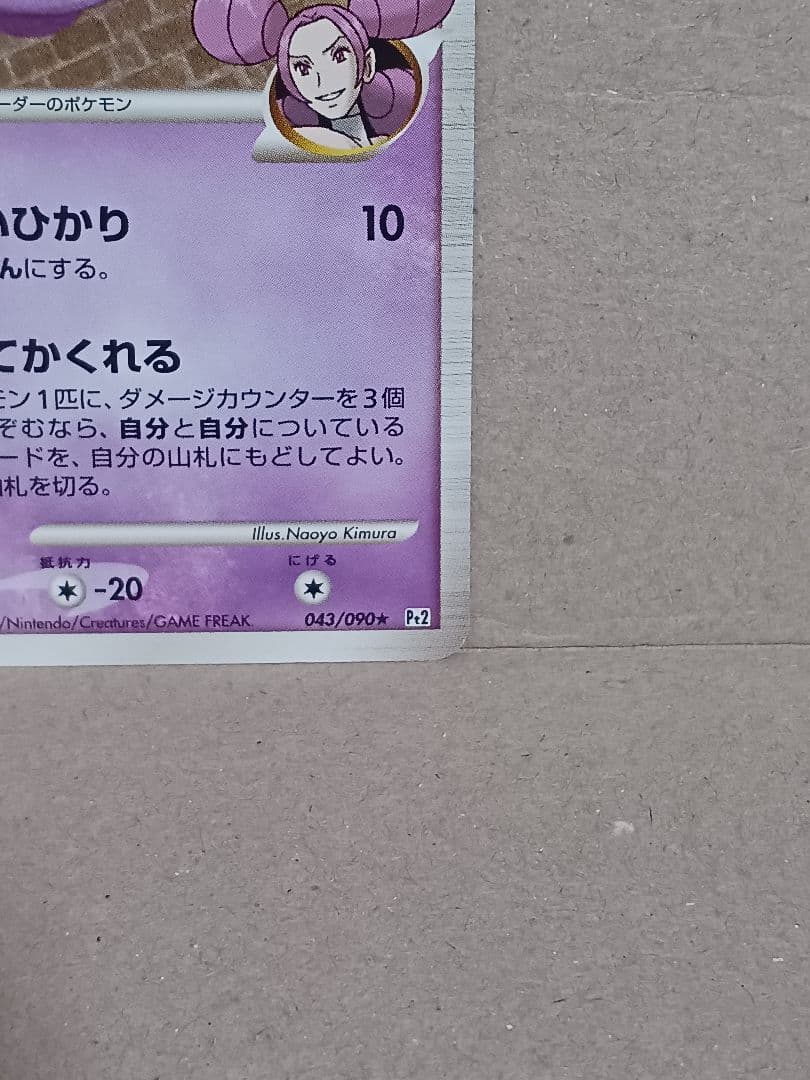 ーダーのポケモン
いひかり 10
んにする。
てかくれる
モン1匹に、ダメージカウンターを3個
ぞむなら、自分と自分についている
ードを、自分の山札にもどしてよい。
山札を切る。
Illus.Naoyo Kimura
抵抗力 にげる
-20
/Nintendo/Creatures/GAME FREAK. 043/090★ Pt2